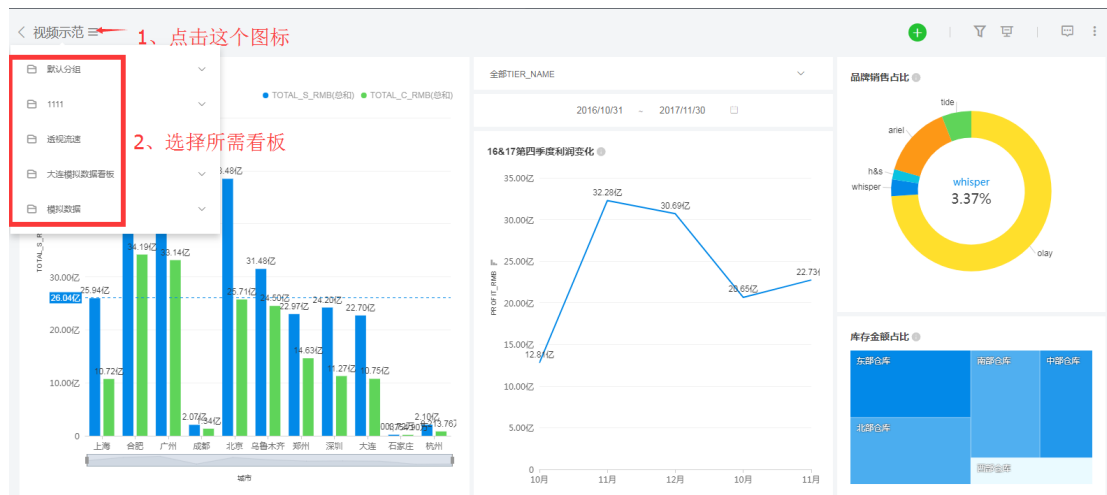 视频示范
1、点击这个图标
默认分组
1111
透视流速
大连模拟数据看板
模拟数据
2、选择所需看板
TOTAL_S_RMB(总和)
TOTAL_C_RMB(总和)
30.00亿
26.04亿
20.00亿
10.00亿
0
25.94亿
10.72亿
34.19亿
33.14亿
2.07亿
1.34亿
25.71亿
31.48亿
24.50亿
22.97亿
14.63亿
24.20亿
11.27亿
22.70亿
10.75亿
2.10亿
上海
合肥
广州
成都
北京
乌鲁木齐
郑州
深圳
大连
石家庄
杭州
城市
全部TIER_NAME
2016/10/31 ~ 2017/11/30
16&17第四季度利润变化
PROFIT_RMB
35.00亿
30.00亿
25.00亿
20.00亿
15.00亿
10.00亿
5.00亿
0
12.81亿
32.28亿
30.69亿
20.65亿
10月
11月
12月
10月
11月
品牌销售占比
tide
ariel
h&s
whisper
olay
whisper
3.37%
库存金额占比
东部仓库
南部仓库
中部仓库
北部仓库
西部仓库